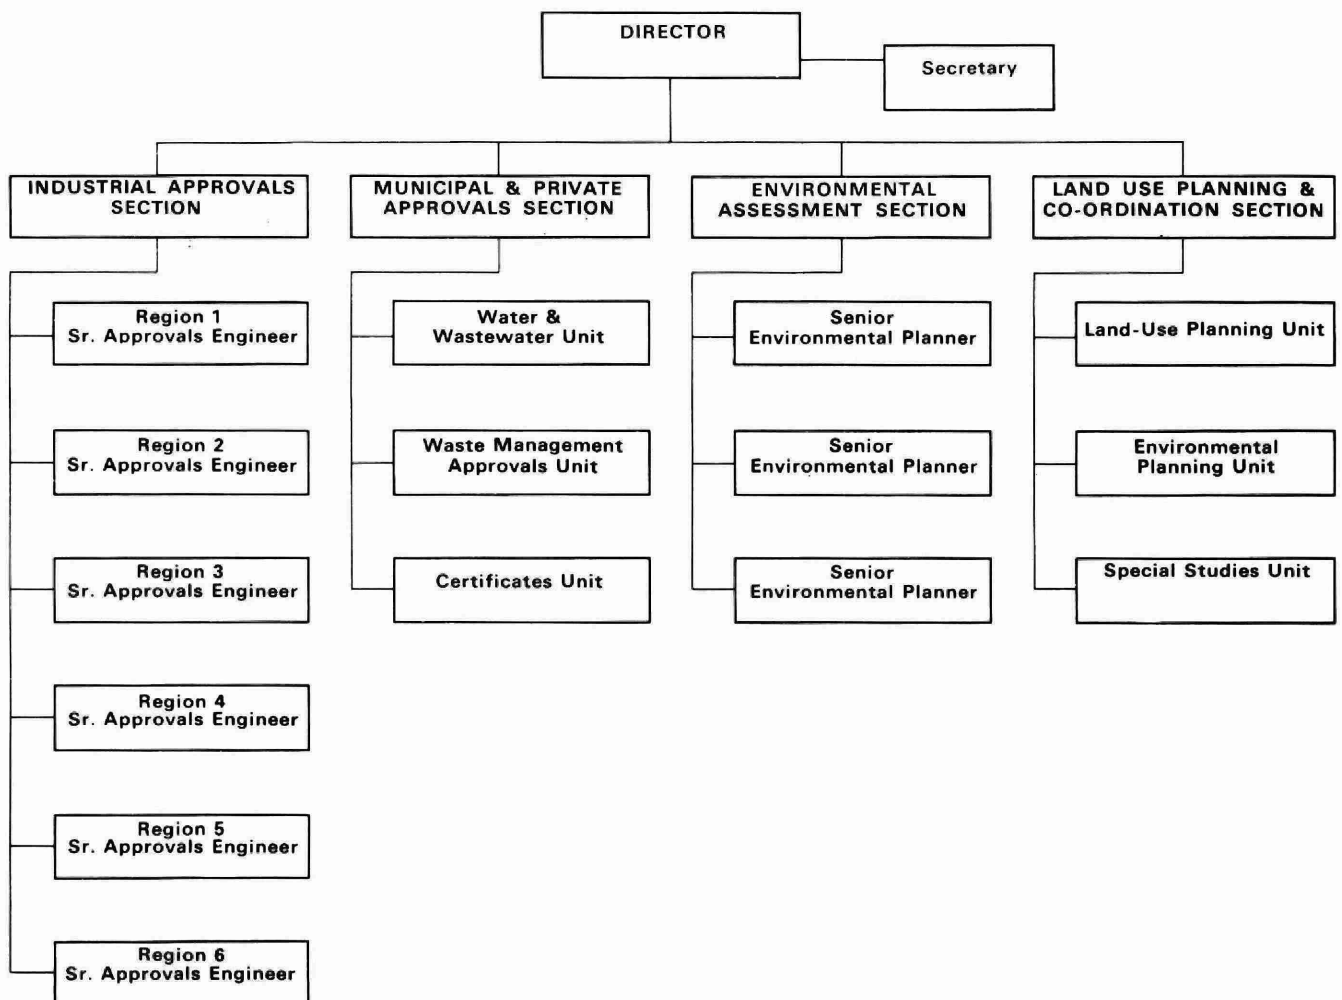 DIRECTOR
Secretary
INDUSTRIAL APPROVALS
SECTION
MUNICIPAL & PRIVATE
APPROVALS SECTION
ENVIRONMENTAL
ASSESSMENT SECTION
LAND USE PLANNING &
CO-ORDINATION SECTION
Region 1
Sr. Approvals Engineer
Region 2
Sr. Approvals Engineer
Region 3
Sr. Approvals Engineer
Region 4
Sr. Approvals Engineer
Region 5
Sr. Approvals Engineer
Region 6
Sr. Approvals Engineer
Water &
Wastewater Unit
Waste Management
Approvals Unit
Certificates Unit
Senior
Environmental Planner
Senior
Environmental Planner
Senior
Environmental Planner
Land-Use Planning Unit
Environmental
Planning Unit
Special Studies Unit